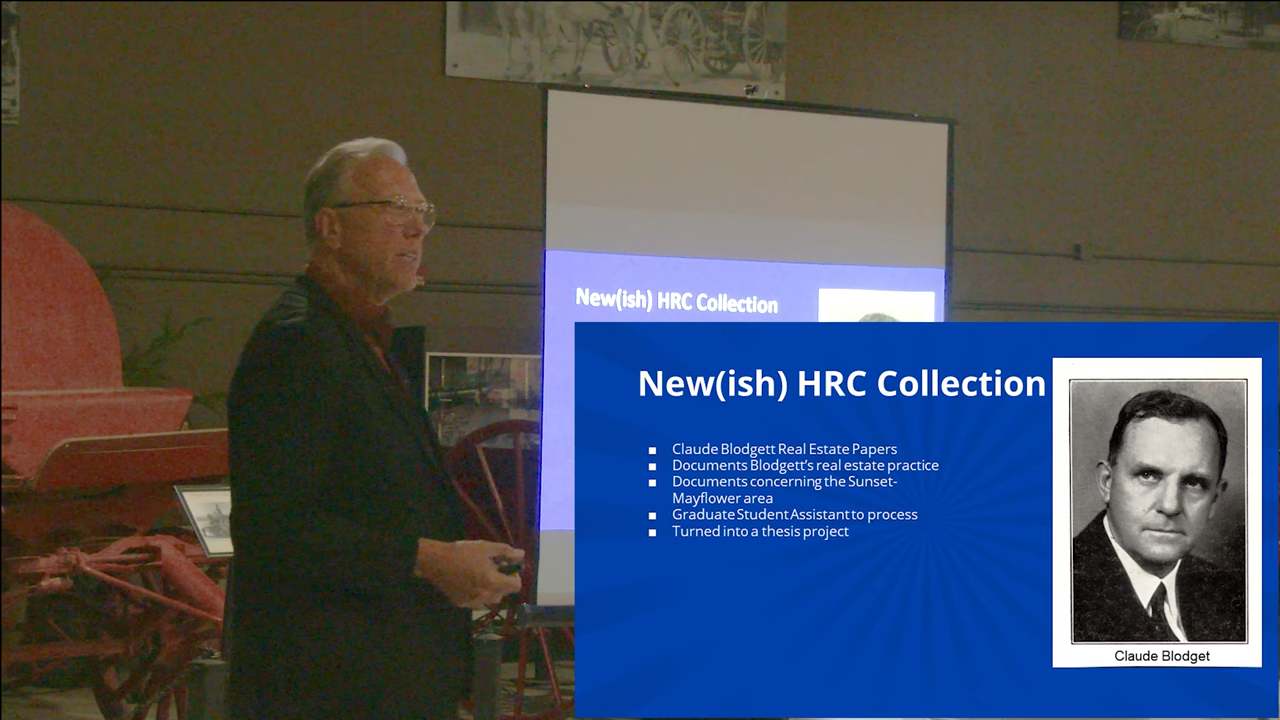 New(ish) HRC Collection
New(ish) HRC Collection
Claude Blodgett Real Estate Papers
Documents Blodgett's real estate practice
Documents concerning the Sunset-
Mayflower area
Graduate Student Assistant to process
Turned into a thesis project
Claude Blodget